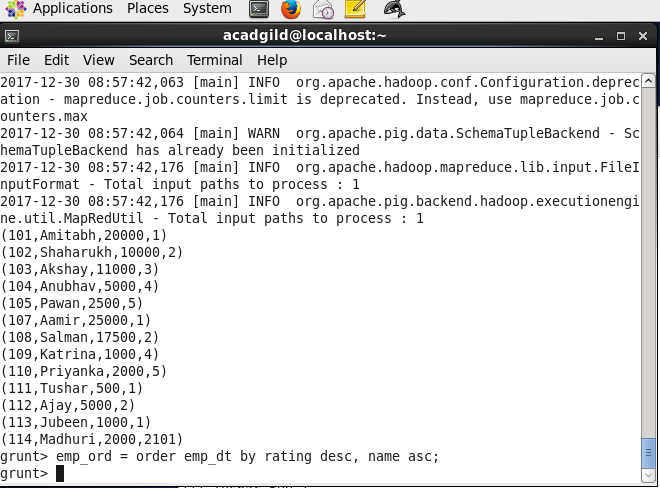 Applications Places System
acadgild@localhost:~
File Edit View Search Terminal Help
2017-12-30 08:57:42,063 [main] INFO  org.apache.hadoop.conf.Configuration.deprec
ation - mapreduce.job.counters.limit is deprecated. Instead, use mapreduce.job.c
ounters.max
2017-12-30 08:57:42,064 [main] WARN  org.apache.pig.data.SchemaTupleBackend - Sc
hemaTupleBackend has already been initialized
2017-12-30 08:57:42,176 [main] INFO  org.apache.hadoop.mapreduce.lib.input.FileI
nputFormat - Total input paths to process : 1
2017-12-30 08:57:42,176 [main] INFO  org.apache.pig.backend.hadoop.executionengi
ne.util.MapRedUtil - Total input paths to process : 1
(101,Amitabh,20000,1)
(102,Shaharukh,10000,2)
(103,Akshay,11000,3)
(104,Anubhav,5000,4)
(105,Pawan,2500,5)
(107,Aamir,25000,1)
(108,Salman,17500,2)
(109,Katrina,1000,4)
(110,Priyanka,2000,5)
(111,Tushar,500,1)
(112,Ajay,5000,2)
(113,Jubeen,1000,1)
(114,Madhuri,2000,2101)
grunt> emp_ord = order emp_dt by rating desc, name asc;
grunt>